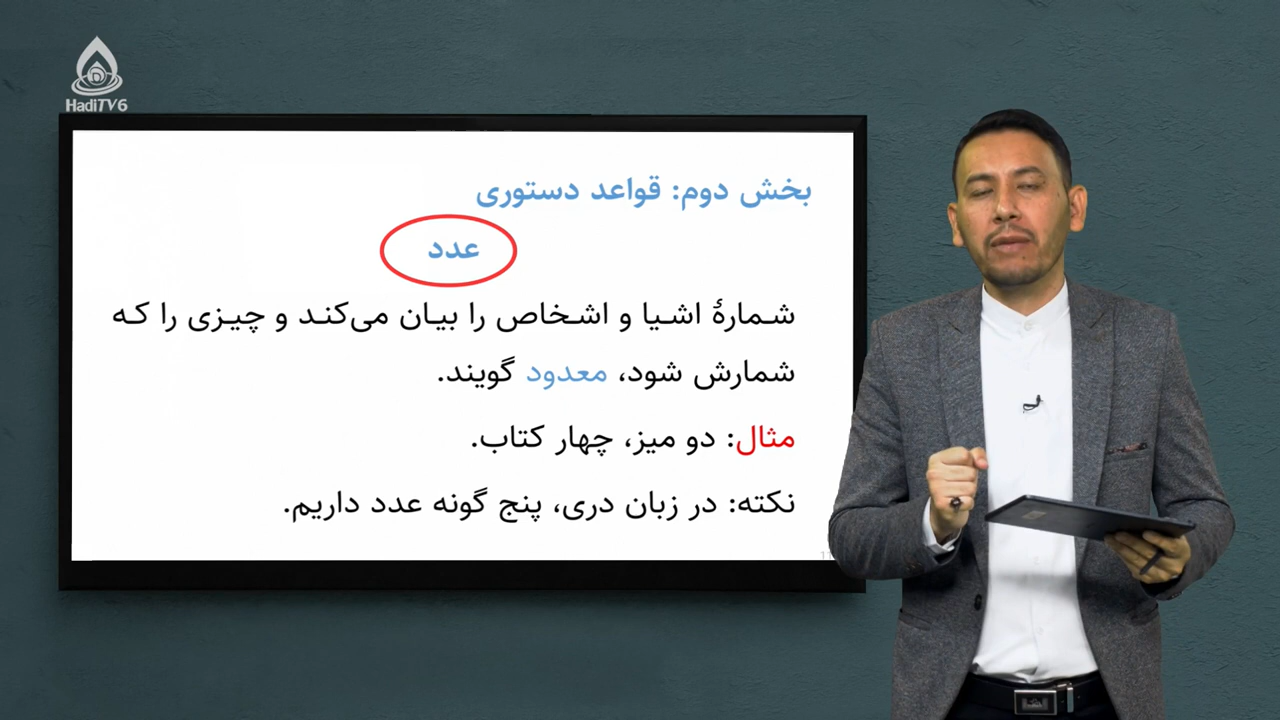 HadiTV6
بخش دوم: قواعد دستوری
عدد
شمارهٔ اشیا و اشخاص را بیان می‌کند و چیزی را که
شمارش شود، معدود گویند.
مثال: دو میز، چهار کتاب.
نکته: در زبان دری، پنج گونه عدد داریم.